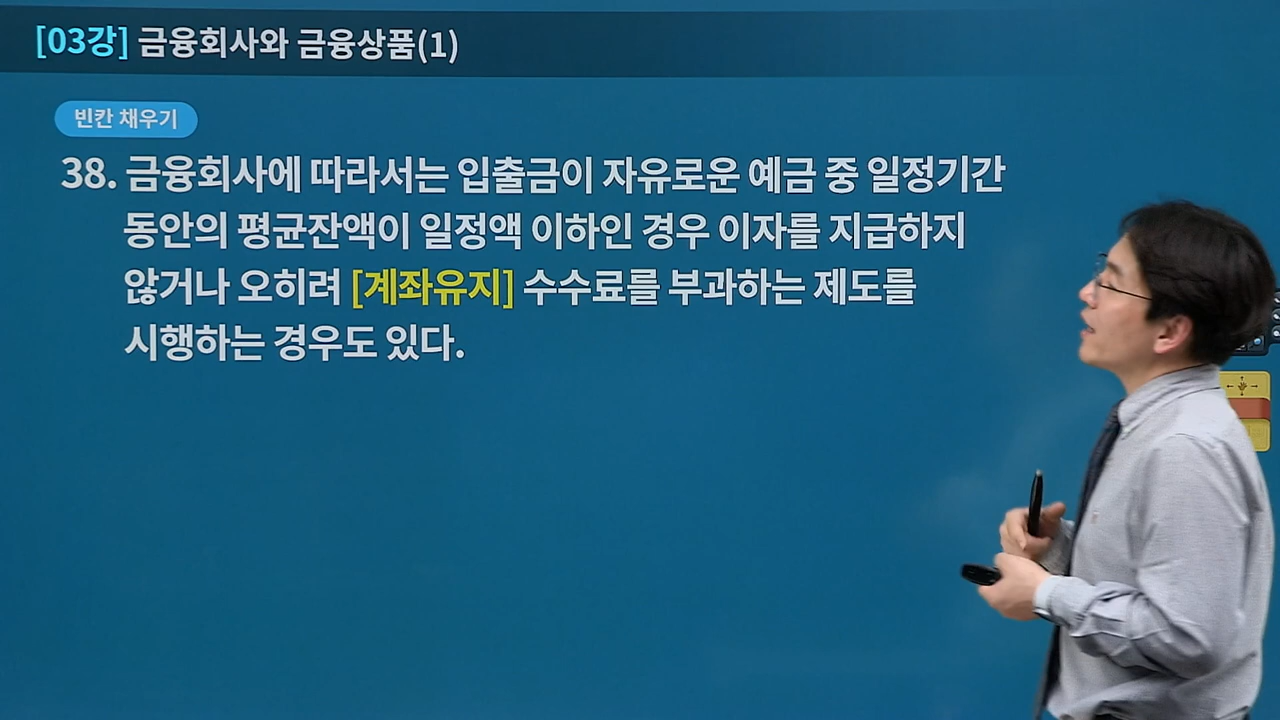 [03강] 금융회사와 금융상품(1)
빈칸 채우기
38. 금융회사에 따라서는 입출금이 자유로운 예금 중 일정기간
동안의 평균잔액이 일정액 이하인 경우 이자를 지급하지
않거나 오히려 [계좌유지] 수수료를 부과하는 제도를
시행하는 경우도 있다.